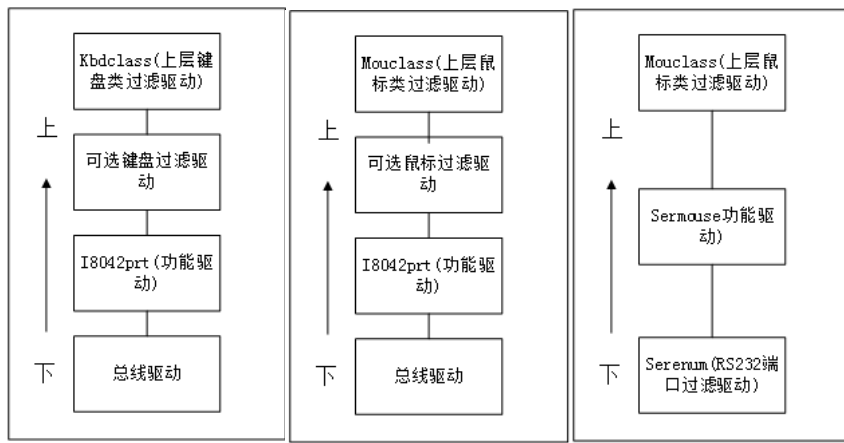 Kbdclass(上层键
盘类过滤驱动)
上
可选键盘过滤驱
动
I8042prt(功能驱
动)
下
总线驱动
Mouclass(上层鼠
标类过滤驱动)
上
可选鼠标过滤驱
动
I8042prt(功能驱
动)
下
总线驱动
Mouclass(上层鼠
标类过滤驱动)
上
Sermouse功能驱
动)
下
Serenum(RS232端
口过滤驱动)